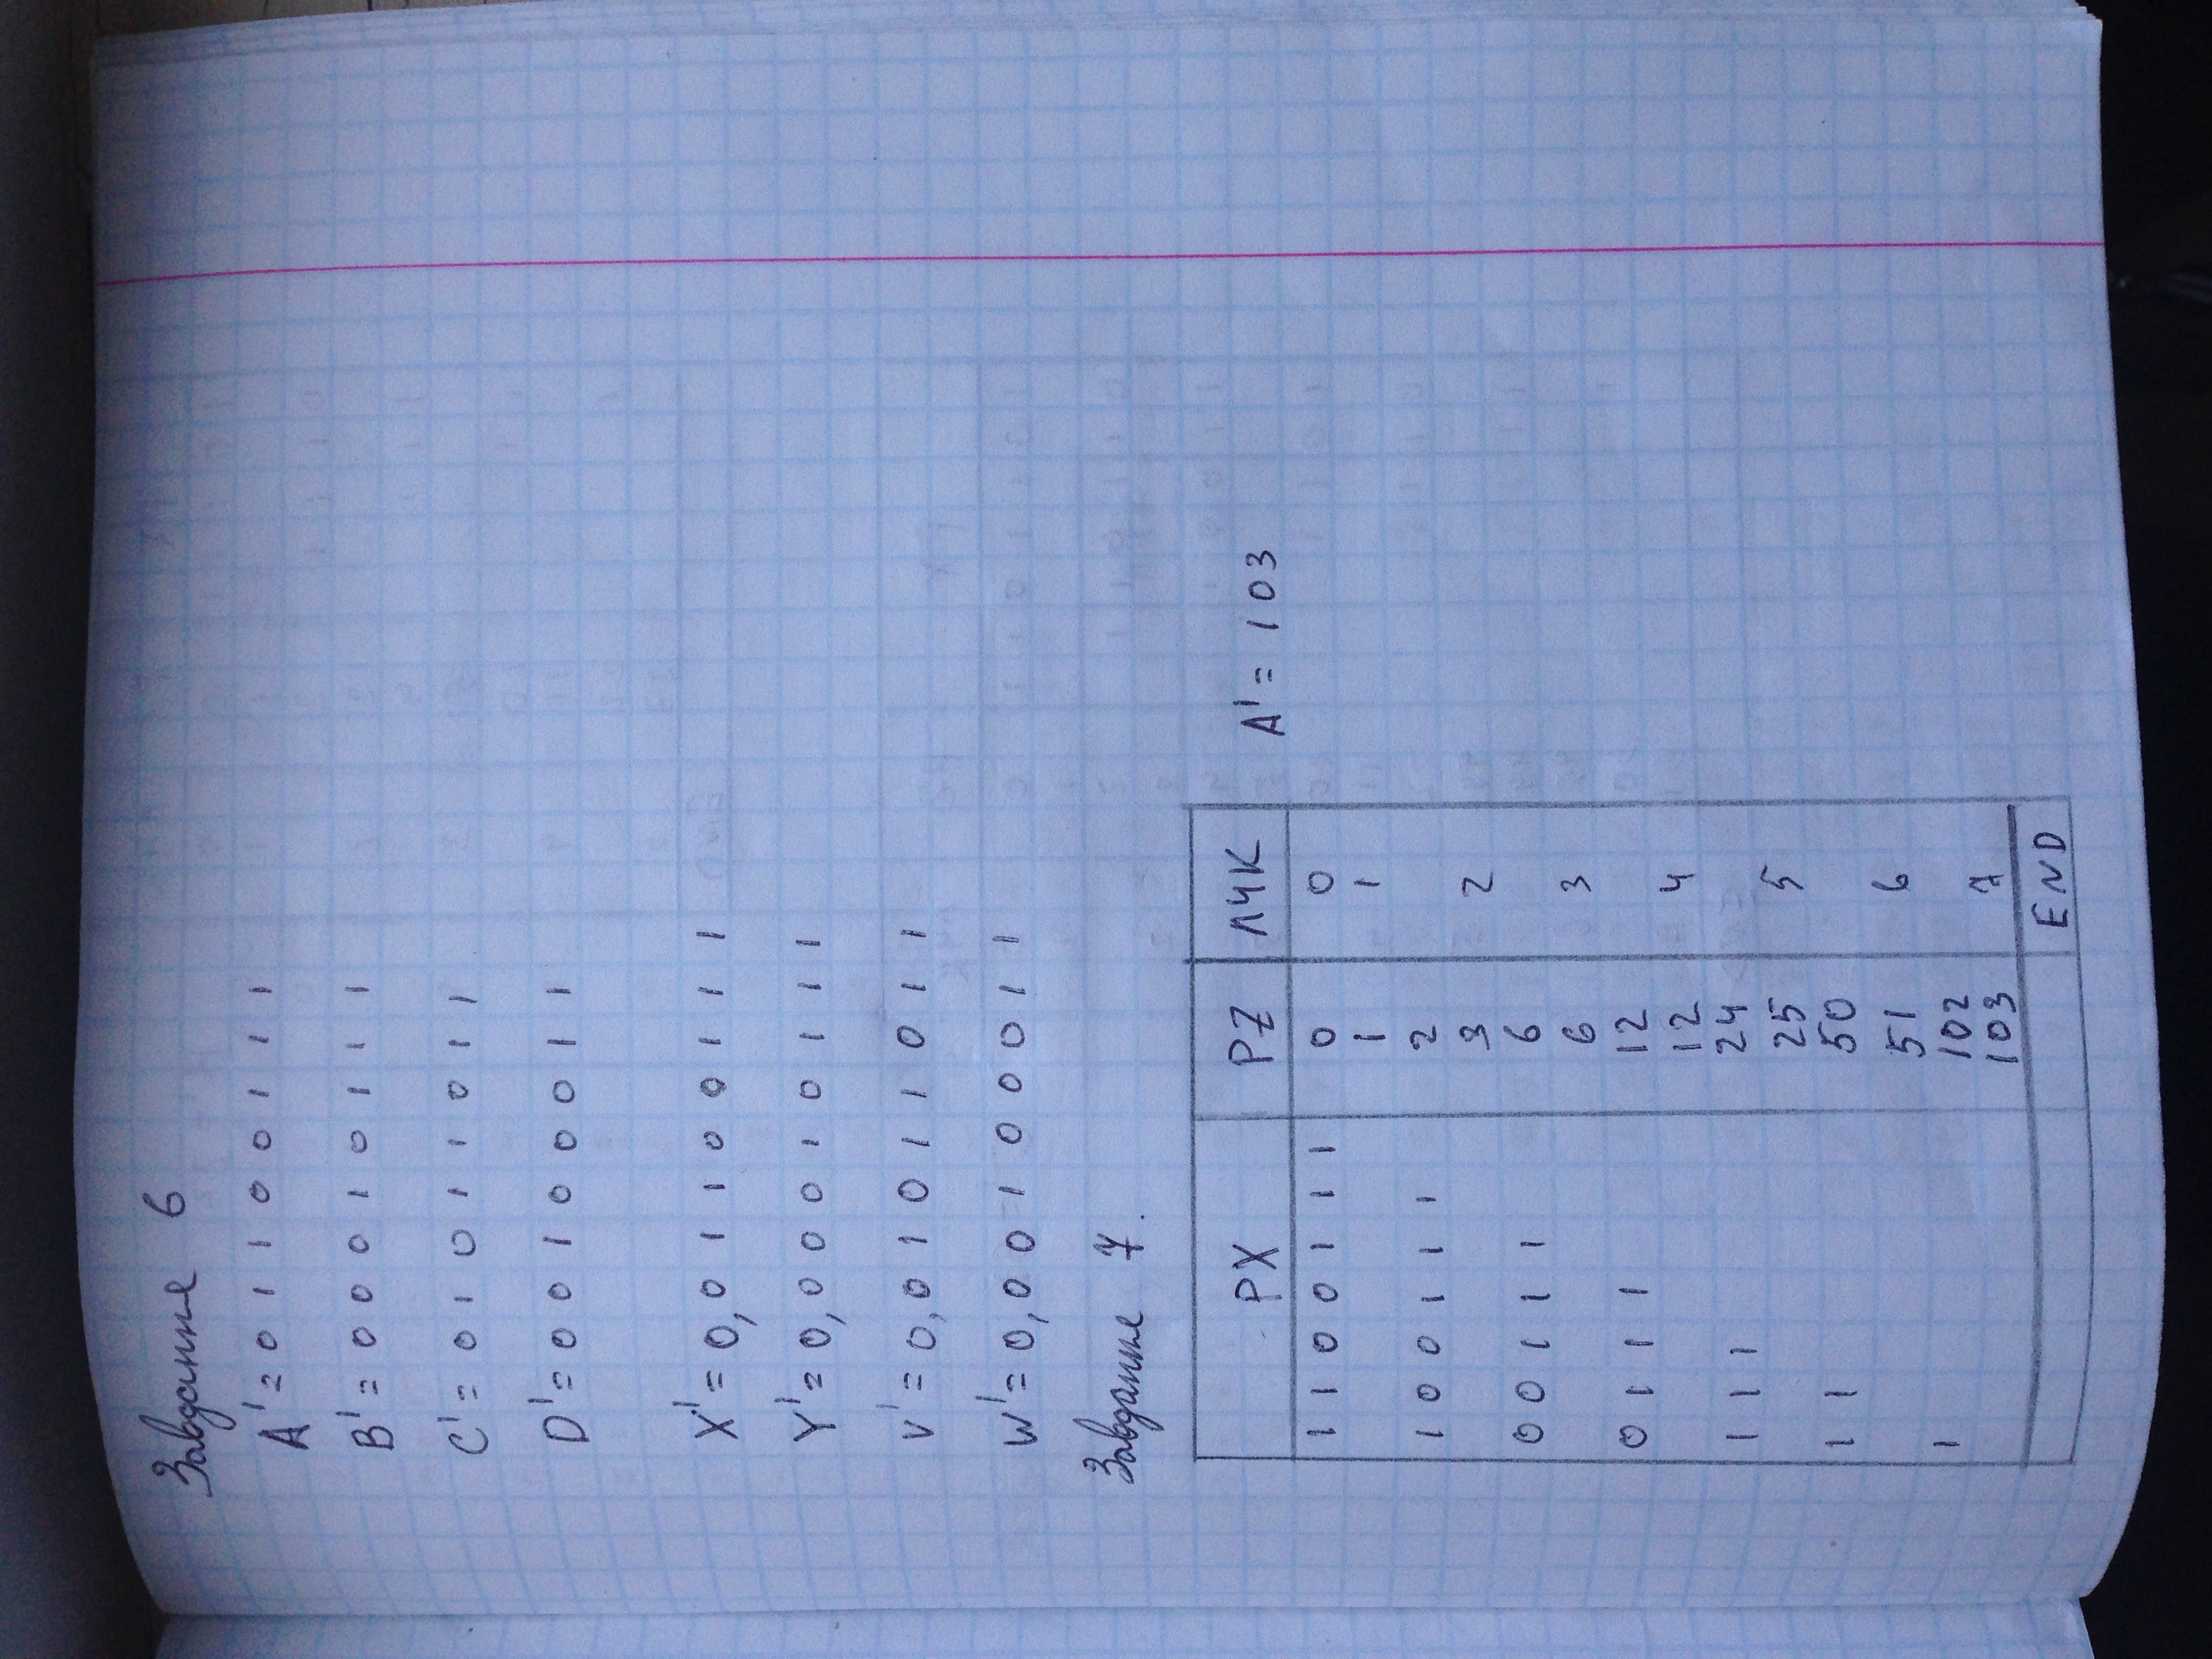 Завдання 6
A' = 0 1 1 0 0 1 1 1
B' = 0 0 0 1 0 1 1 1
C' = 0 1 0 1 1 0 1 1
D' = 0 0 1 0 0 0 1 1
X' = 0,0 1 1 0 0 1 1 1
Y' = 0,0 0 0 1 0 1 1 1
V' = 0,0 1 0 1 1 0 1 1
W' = 0,0 0 1 0 0 0 1 1
Завдання 7.
PX PZ ЛЧК A' = 103
1 1 0 0 1 1 1 0 0
1 1
1 0 0 1 1 1 2
3 2
0 0 1 1 1 6
6 3
0 1 1 1 12
12 4
1 1 1 24
25 5
1 1 50
51 6
1 102
103 7
END